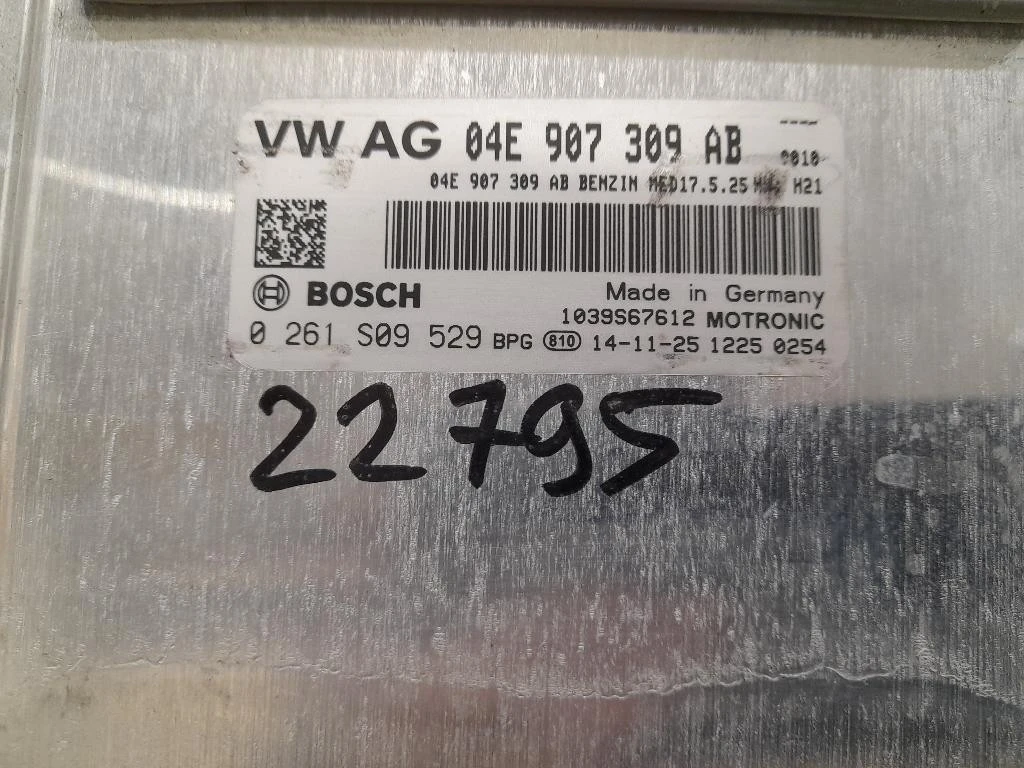 VW AG 04E 907 309 AB ----
0010
04E 907 309 AB BENZIN MED17.5.25 H21
BOSCH Made in Germany
1039S67612 MOTRONIC
0 261 S09 529 BPG 810 14-11-25 1225 0254
22795